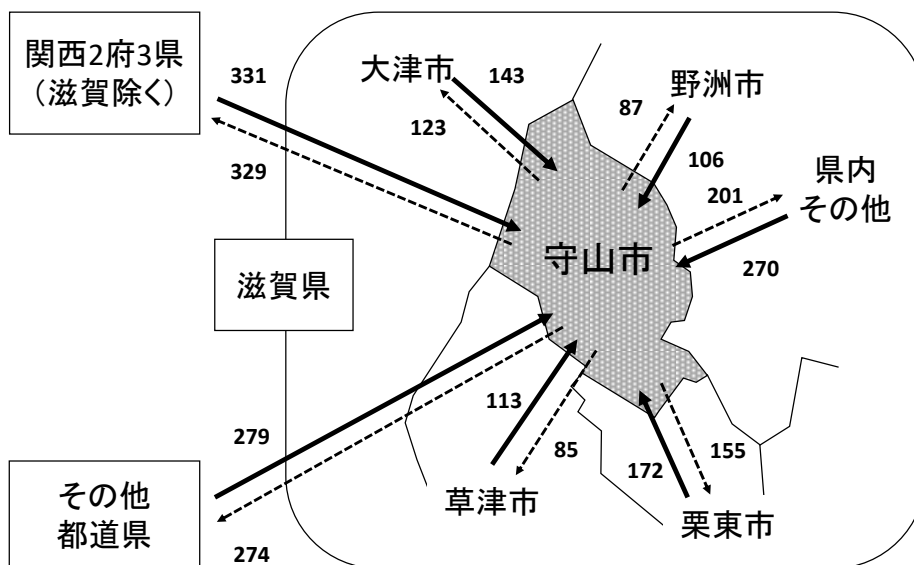 関西2府3県
（滋賀除く）
331
329
大津市
143
123
87
野洲市
106
201
県内
その他
270
守山市
滋賀県
279
その他
都道県
274
113
85
草津市
172
155
栗東市